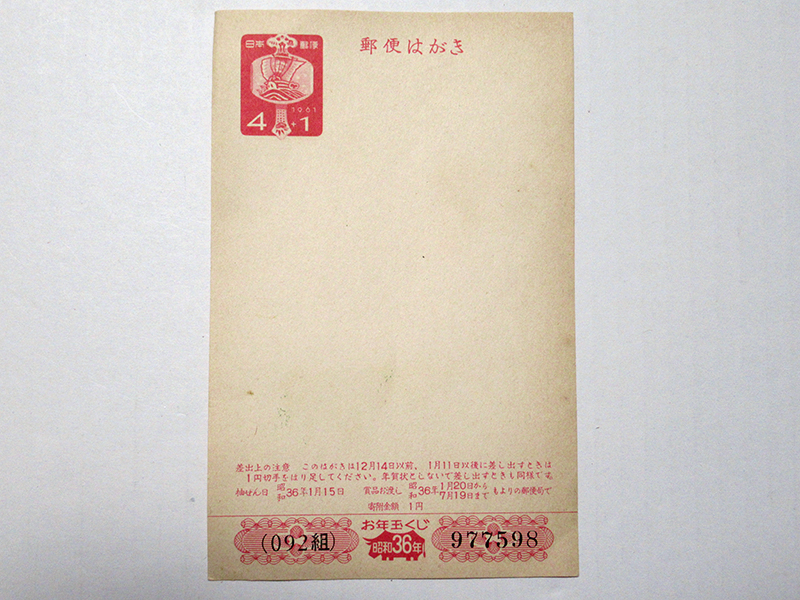 日本郵便
1961
4+1
郵便はがき
差出上の注意 このはがきは12月14日以前，1月11日以後に差し出すときは
1円切手をはり足してください。年賀状としないで差し出すときも同様です。
抽せん日 昭和36年1月15日 賞品お渡し 昭和36年1月20日から7月19日まで もよりの郵便局で
寄附金額 1円
お年玉くじ
(092組) 昭和36年 977598